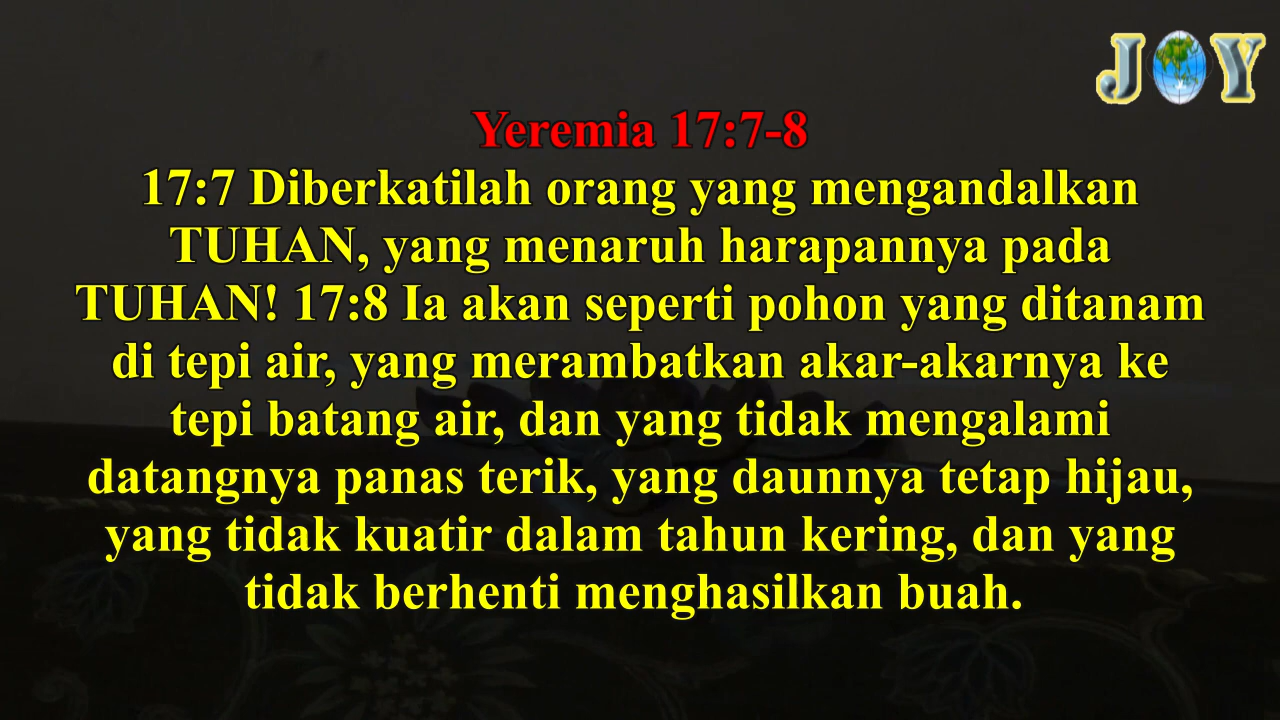 JOY
Yeremia 17:7-8
17:7 Diberkatilah orang yang mengandalkan
TUHAN, yang menaruh harapannya pada
TUHAN! 17:8 Ia akan seperti pohon yang ditanam
di tepi air, yang merambatkan akar-akarnya ke
tepi batang air, dan yang tidak mengalami
datangnya panas terik, yang daunnya tetap hijau,
yang tidak kuatir dalam tahun kering, dan yang
tidak berhenti menghasilkan buah.